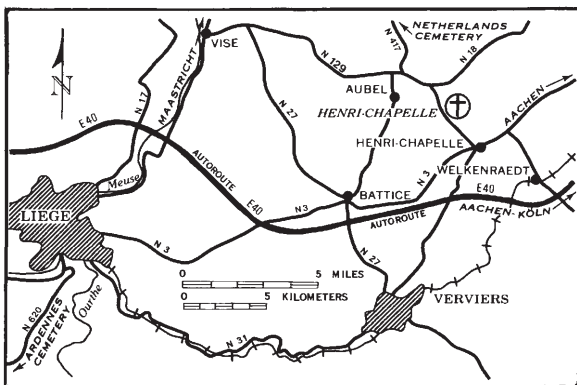 NETHERLANDS
CEMETERY
VISE
N 417
N 18
N 129
MAASTRICHT
N 17
AUBEL
HENRI-CHAPELLE
N
N 27
AACHEN
E40
HENRI-CHAPELLE
WELKENRAEDT
Meuse
AUTOROUTE
N 3
E40
BATTICE
AACHEN-KÖLN
LIEGE
E40
N3
AUTOROUTE
N 3
N 27
0 5 MILES
0 5 KILOMETERS
VERVIERS
N 620
ARDENNES
CEMETERY
Ourthe
N 31